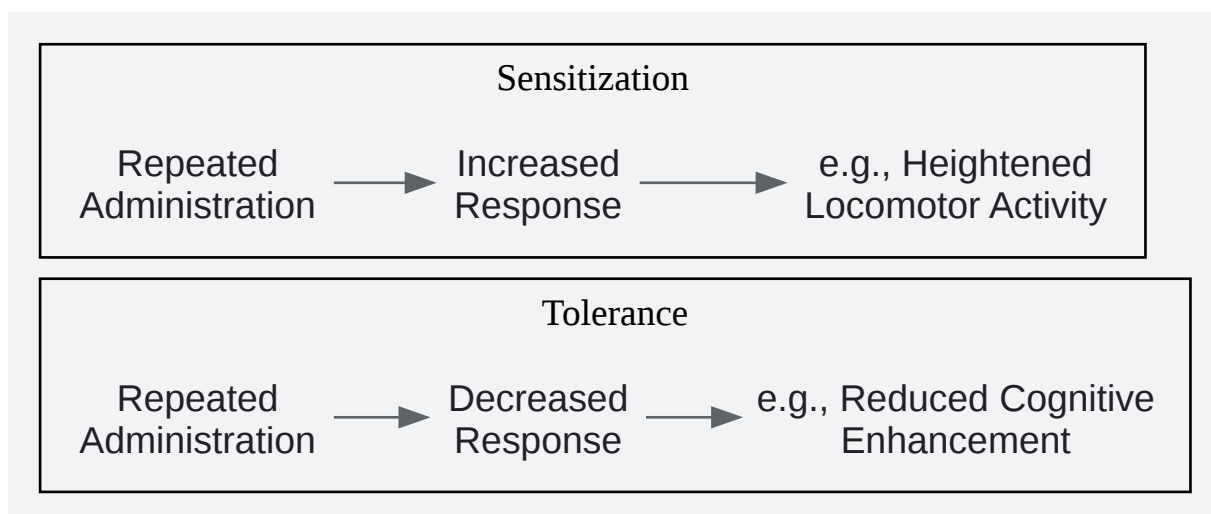 Sensitization
Repeated
Administration
Increased
Response
e.g., Heightened
Locomotor Activity
Tolerance
Repeated
Administration
Decreased
Response
e.g., Reduced Cognitive
Enhancement